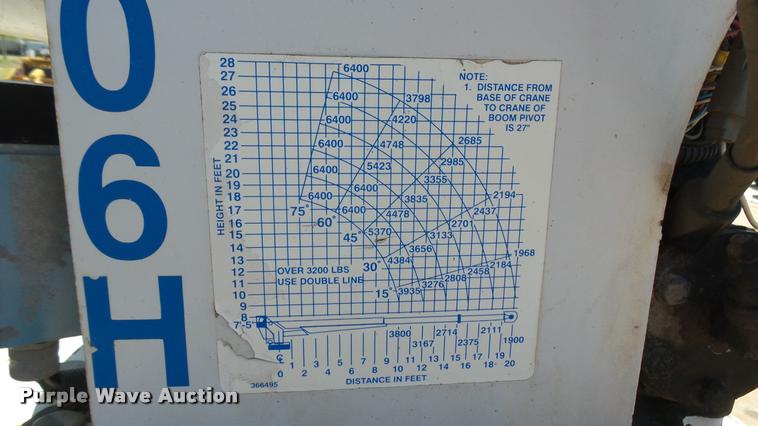 06H
28
27
26
25
24
23
22
21
20
19
18
17
16
15
14
13
12
11
10
9
8
7'-5"
HEIGHT IN FEET
NOTE:
1. DISTANCE FROM
BASE OF CRANE
TO CRANE OF
BOOM PIVOT
IS 27"
6400
6400 3798
6400 4220 2685
6400 4748 2985
6400 5423 3355 2194
6400 6400 3835 2437
6400 4478 2701
75° 60° 5370 3133 1968
45° 3656 2184
30° 4384 2458
OVER 3200 LBS 2808
USE DOUBLE LINE 3276
15° 3935
3800 2714 2111 1900
3167 2375
℄ 1 3 5 7 9 11 13 15 17 19
0 2 4 6 8 10 12 14 16 18 20
DISTANCE IN FEET
366495
Purple Wave Auction